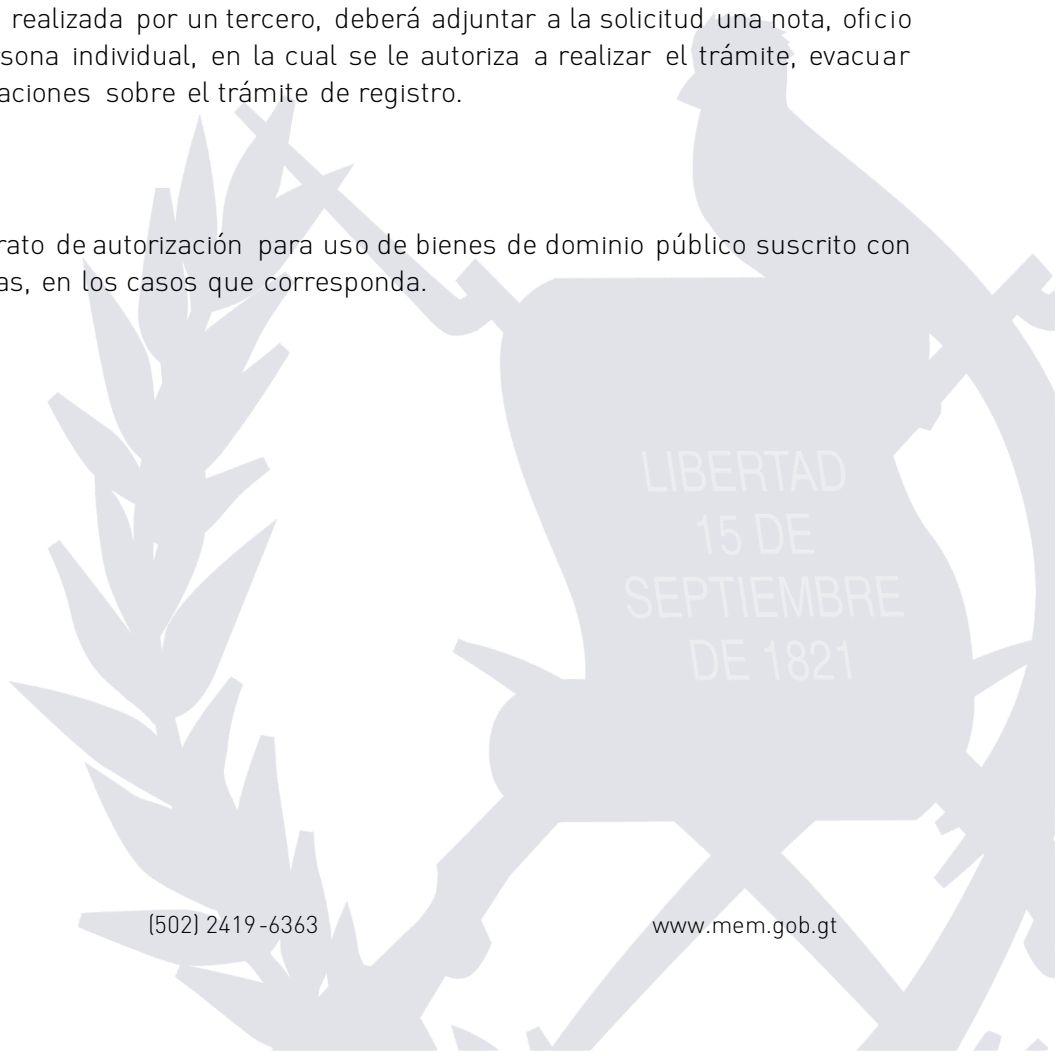 realizada por un tercero, deberá adjuntar a la solicitud una nota, oficio
sona individual, en la cual se le autoriza a realizar el trámite, evacuar
aciones sobre el trámite de registro.
rato de autorización para uso de bienes de dominio público suscrito con
as, en los casos que corresponda.
LIBERTAD
15 DE
SEPTIEMBRE
DE 1821
(502) 2419-6363 www.mem.gob.gt